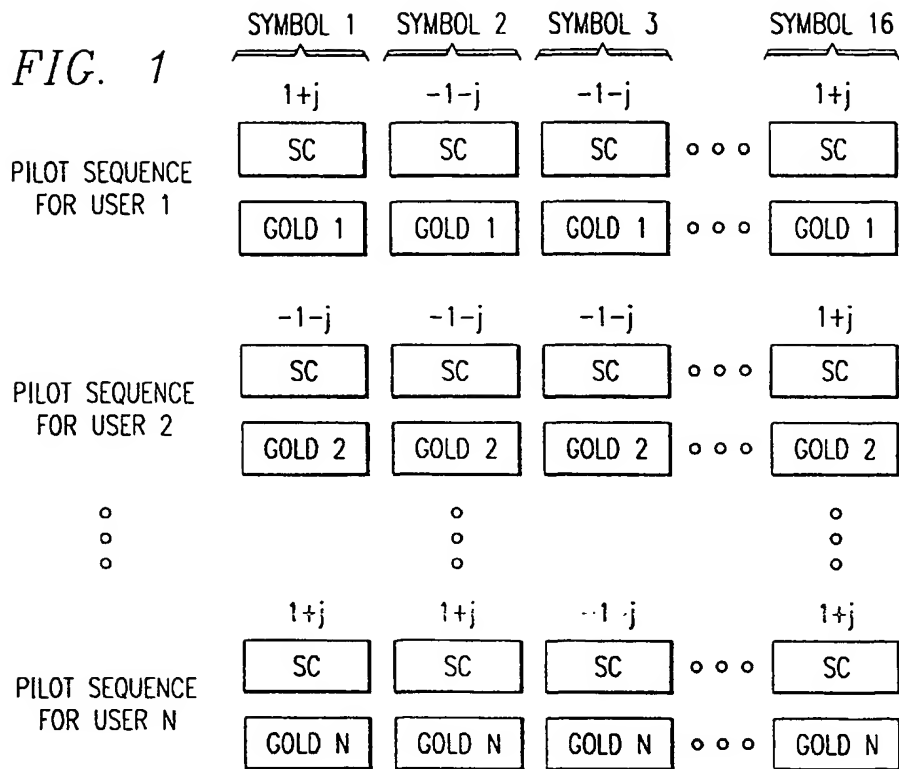 FIG. 1
SYMBOL 1 SYMBOL 2 SYMBOL 3 SYMBOL 16
1+j -1-j -1-j 1+j
PILOT SEQUENCE FOR USER 1
SC SC SC SC
GOLD 1 GOLD 1 GOLD 1 GOLD 1
-1-j -1-j -1-j 1+j
PILOT SEQUENCE FOR USER 2
SC SC SC SC
GOLD 2 GOLD 2 GOLD 2 GOLD 2
1+j 1+j -1-j 1+j
PILOT SEQUENCE FOR USER N
SC SC SC SC
GOLD N GOLD N GOLD N GOLD N